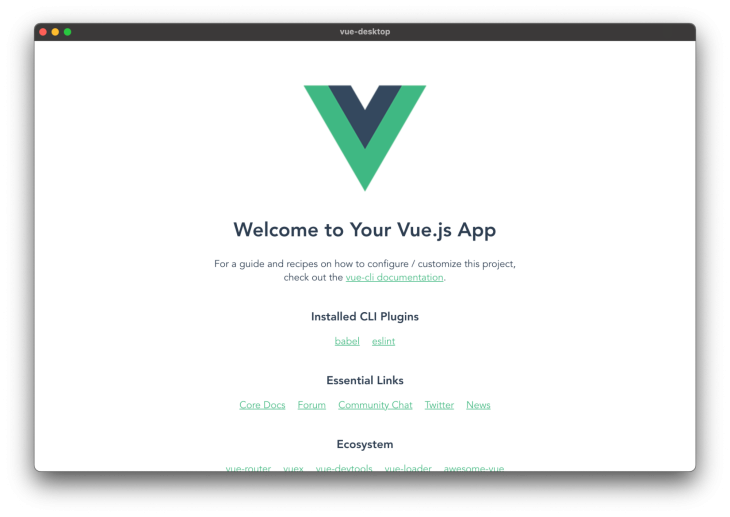 vue-desktop
Welcome to Your Vue.js App
For a guide and recipes on how to configure / customize this project,
check out the vue-cli documentation.
Installed CLI Plugins
babel eslint
Essential Links
Core Docs Forum Community Chat Twitter News
Ecosystem
vue-router vuex vue-devtools vue-loader awesome-vue